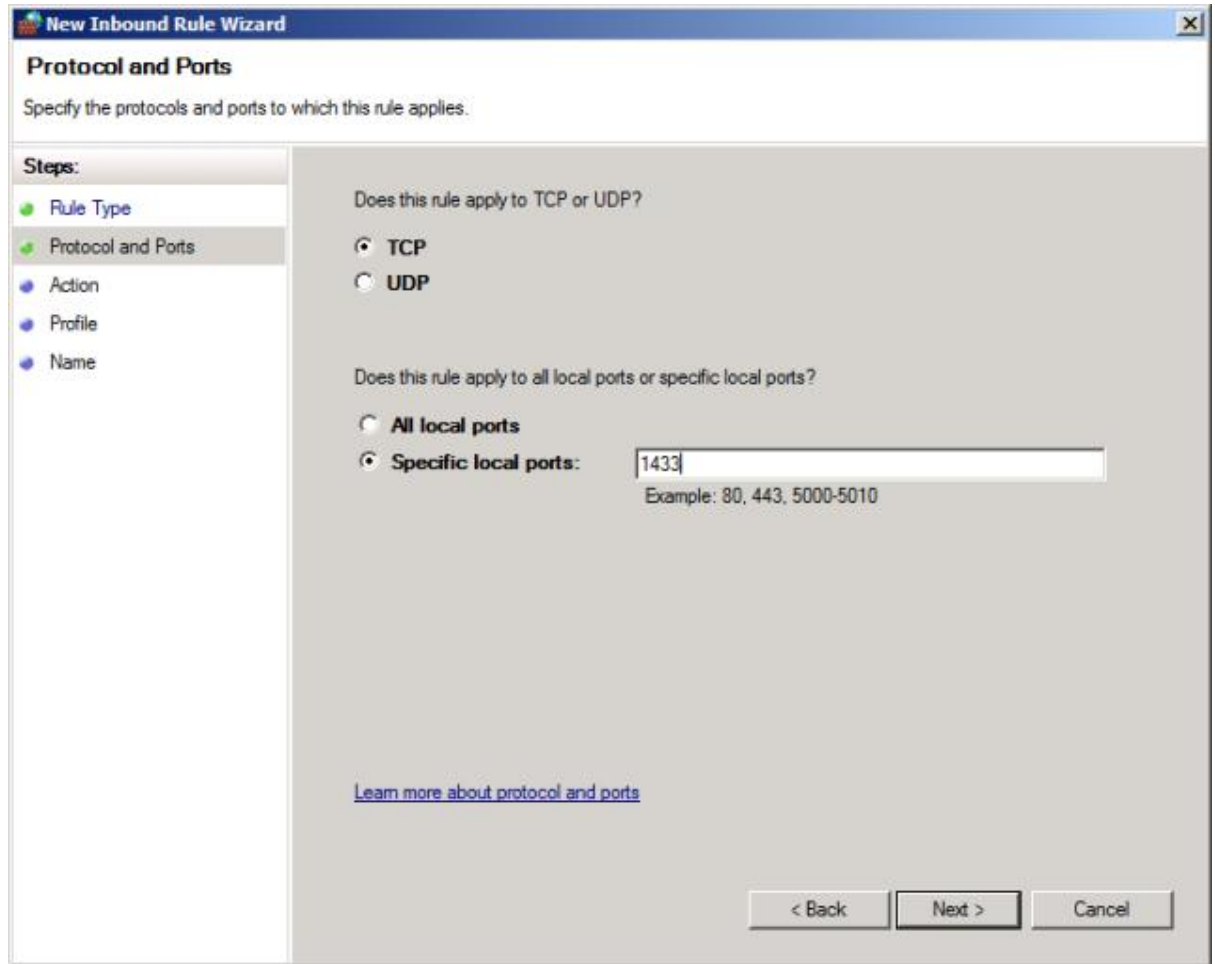 New Inbound Rule Wizard
Protocol and Ports
Specify the protocols and ports to which this rule applies.
Steps:
Rule Type
Protocol and Ports
Action
Profile
Name
Does this rule apply to TCP or UDP?
TCP
UDP
Does this rule apply to all local ports or specific local ports?
All local ports
Specific local ports: 1433
Example: 80, 443, 5000-5010
Learn more about protocol and ports
< Back Next > Cancel